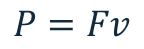 P = Fv